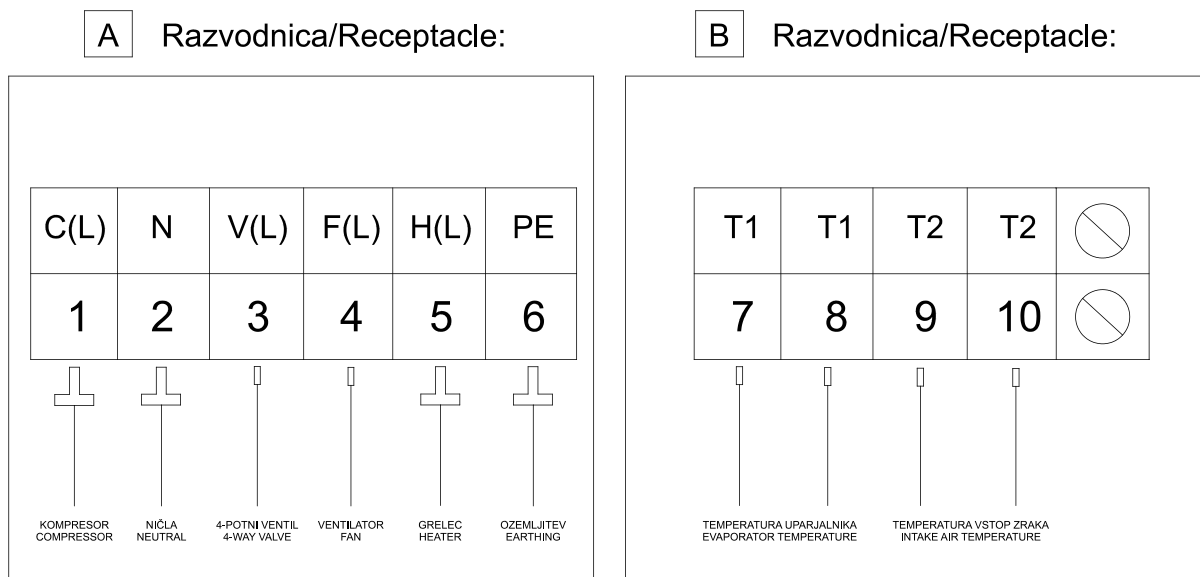 A Razvodnica/Receptacle:
C(L) N V(L) F(L) H(L) PE
1 2 3 4 5 6
KOMPRESOR
COMPRESSOR
NIČLA
NEUTRAL
4-POTNI VENTIL
4-WAY VALVE
VENTILATOR
FAN
GRELEC
HEATER
OZEMLJITEV
EARTHING
B Razvodnica/Receptacle:
T1 T1 T2 T2
7 8 9 10
TEMPERATURA UPARJALNIKA
EVAPORATOR TEMPERATURE
TEMPERATURA VSTOP ZRAKA
INTAKE AIR TEMPERATURE